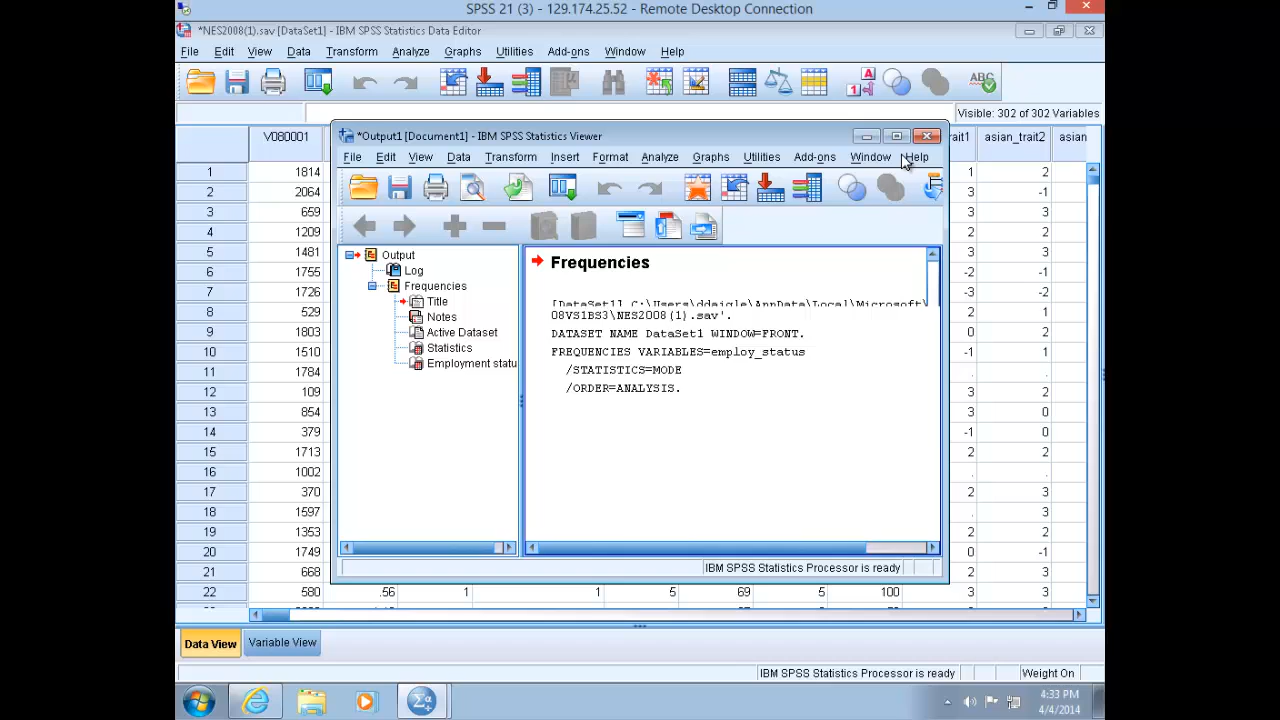 SPSS 21 (3) - 129.174.25.52 - Remote Desktop Connection
*NES2008(1).sav [DataSet1] - IBM SPSS Statistics Data Editor
File Edit View Data Transform Analyze Graphs Utilities Add-ons Window Help
Visible: 302 of 302 Variables
V080001 ait1 asian_trait2 asian
*Output1 [Document1] - IBM SPSS Statistics Viewer
File Edit View Data Transform Insert Format Analyze Graphs Utilities Add-ons Window Help
Output
Log
Frequencies
Title
Notes
Active Dataset
Statistics
Employment statu
Frequencies
[DataSet1] C:\Users\ddaigle\AppData\Local\Microsoft\
08VS1BS3\NES2008(1).sav'.
DATASET NAME DataSet1 WINDOW=FRONT.
FREQUENCIES VARIABLES=employ_status
/STATISTICS=MODE
/ORDER=ANALYSIS.
IBM SPSS Statistics Processor is ready
1 1814 1 2
2 2064 3 -1
3 659 3 3
4 1209 2 2
5 1481 3 3
6 1755 -2 -1
7 1726 -3 -2
8 529 2 1
9 1803 2 2
10 1510 -1 1
11 1784 . .
12 109 3 2
13 854 3 0
14 379 -1 0
15 1713 2 2
16 1002 .
17 370 2 3
18 1597 . 3
19 1353 2 2
20 1749 0 -1
21 668 2 3
22 580 .56 1 1 5 69 5 100 3 3
Data View Variable View
IBM SPSS Statistics Processor is ready Weight On
4:33 PM
4/4/2014